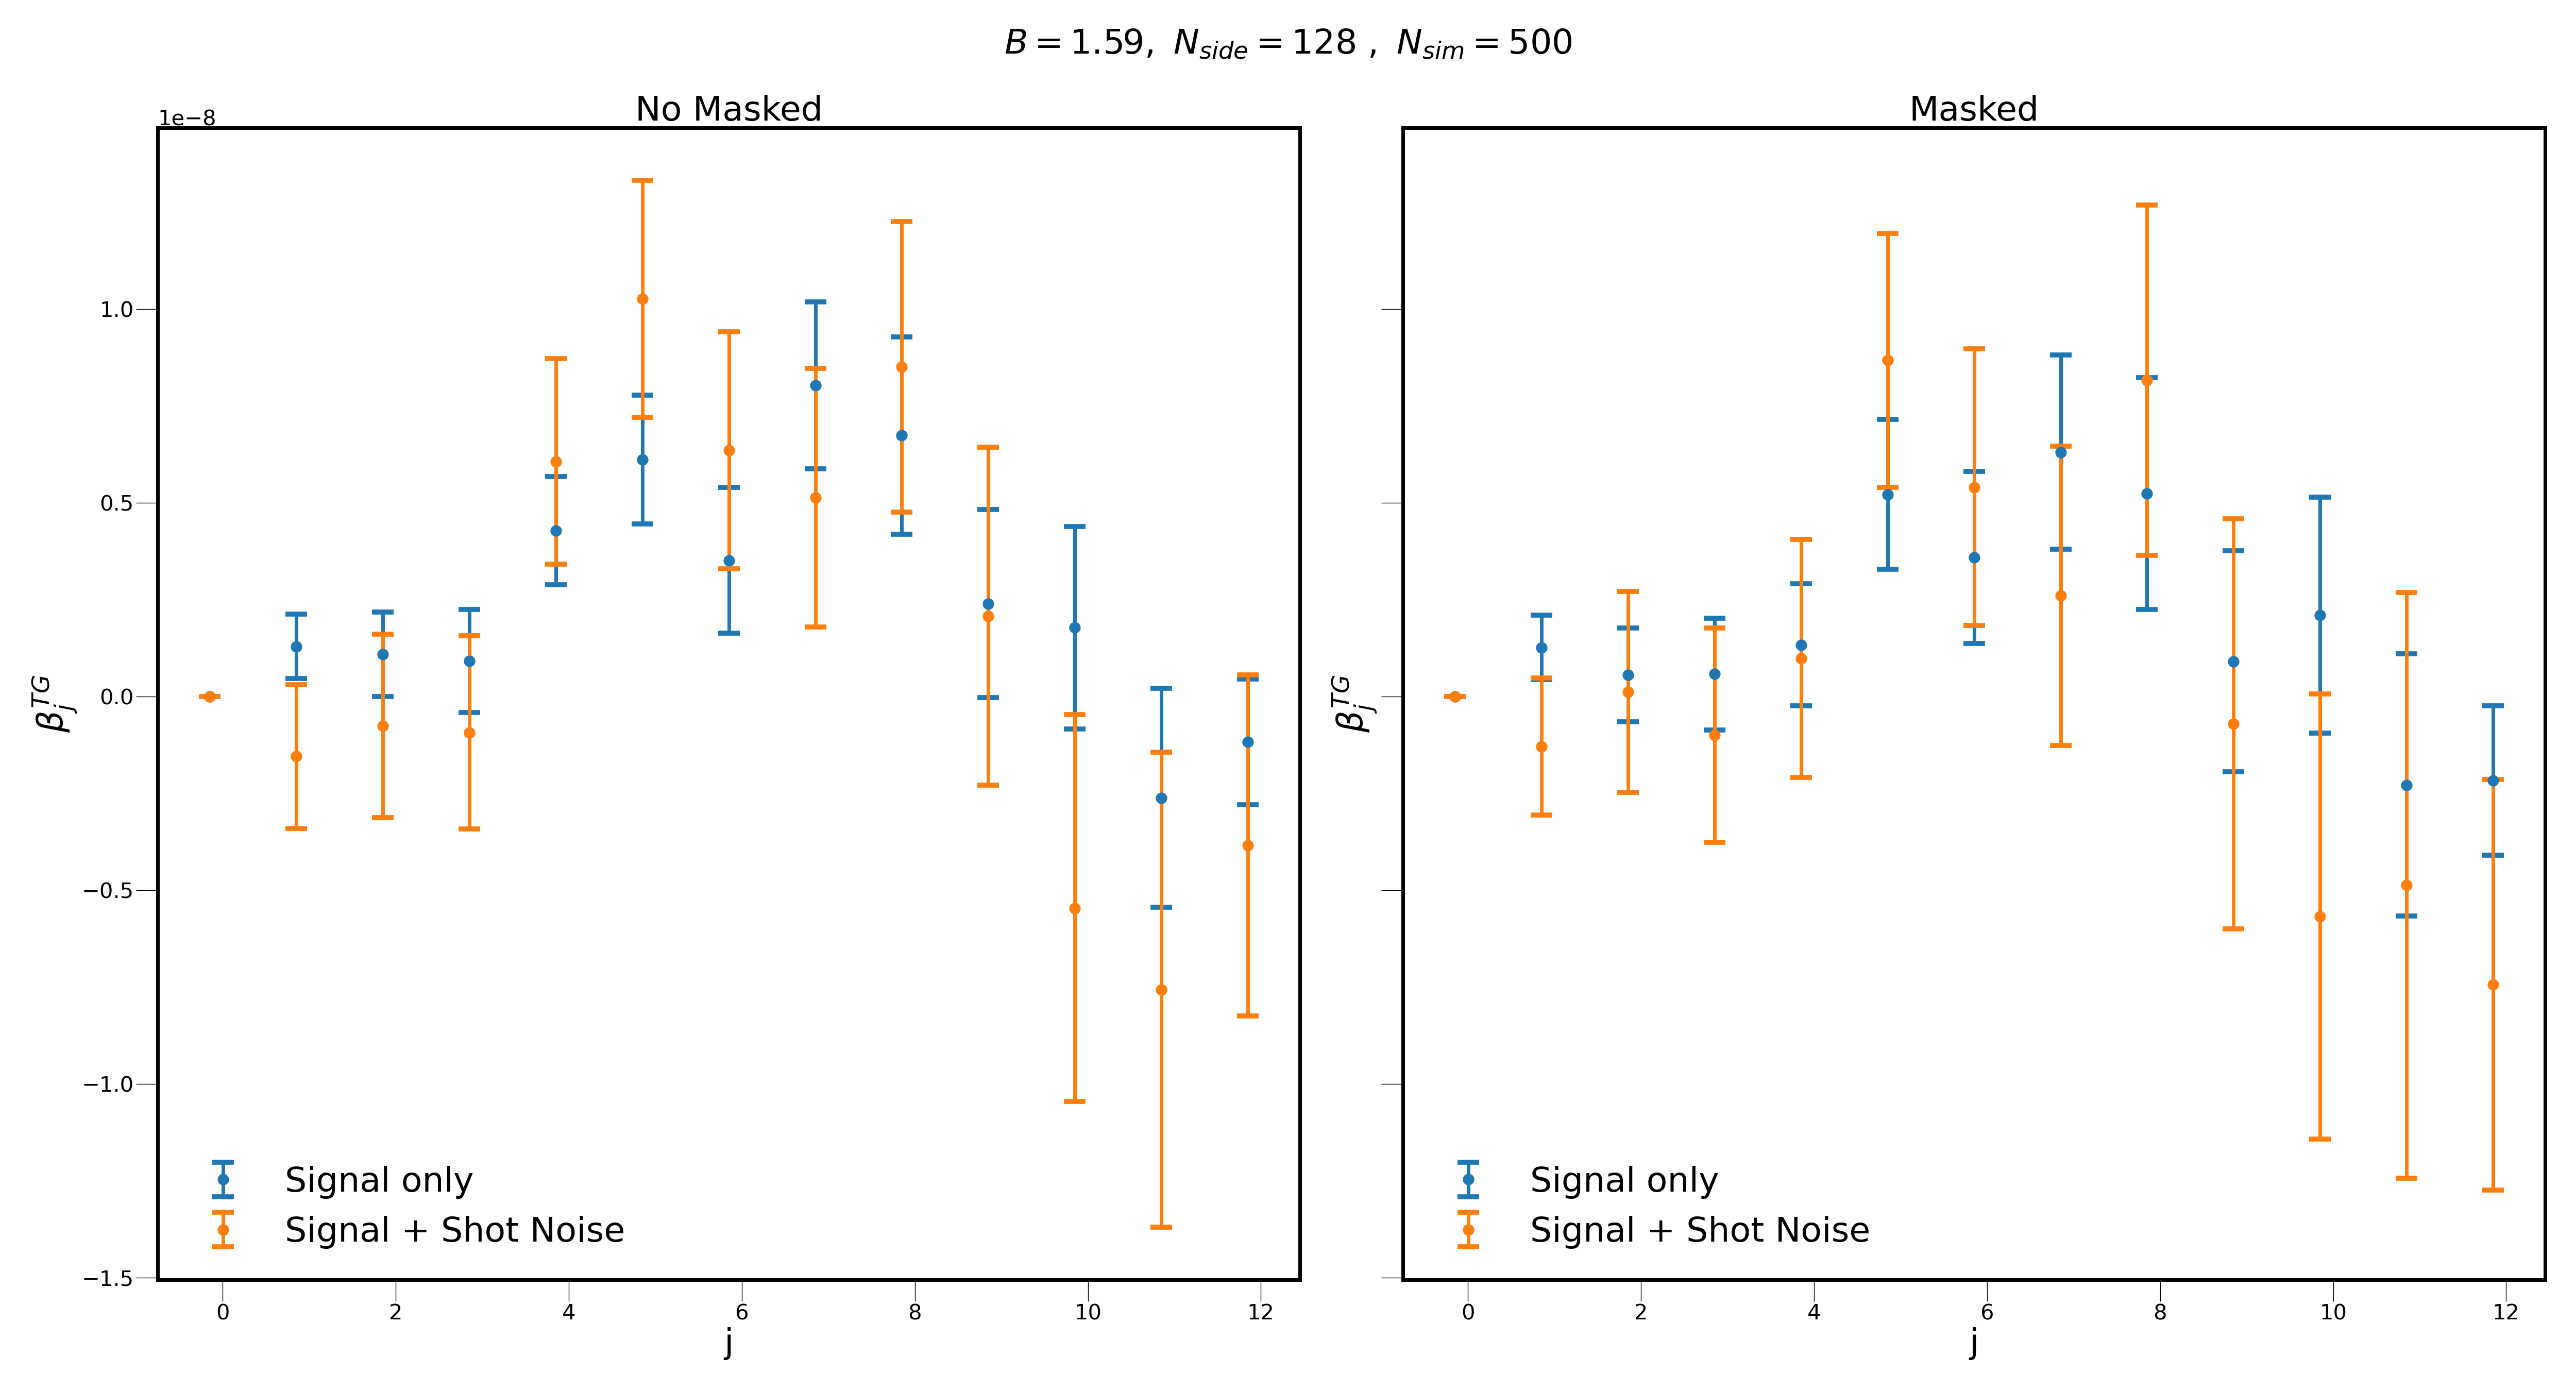 B = 1.59, N_side = 128 , N_sim = 500
No Masked
1e−8
1.0
0.5
0.0
−0.5
−1.0
−1.5
β_j^TG
0 2 4 6 8 10 12
j
Signal only
Signal + Shot Noise
Masked
β_j^TG
0 2 4 6 8 10 12
j
Signal only
Signal + Shot Noise